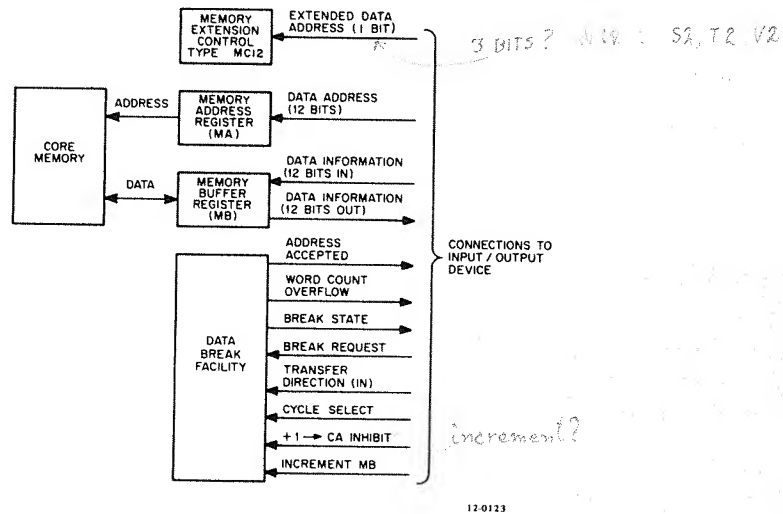 MEMORY
EXTENSION
CONTROL
TYPE MC12
EXTENDED DATA
ADDRESS (1 BIT)
3 BITS? S2, T2 V2
ADDRESS
MEMORY
ADDRESS
REGISTER
(MA)
DATA ADDRESS
(12 BITS)
CORE
MEMORY
DATA
MEMORY
BUFFER
REGISTER
(MB)
DATA INFORMATION
(12 BITS IN)
DATA INFORMATION
(12 BITS OUT)
CONNECTIONS TO
INPUT / OUTPUT
DEVICE
DATA
BREAK
FACILITY
ADDRESS
ACCEPTED
WORD COUNT
OVERFLOW
BREAK STATE
BREAK REQUEST
TRANSFER
DIRECTION (IN)
CYCLE SELECT
+1 → CA INHIBIT
increment?
INCREMENT MB
12-0123